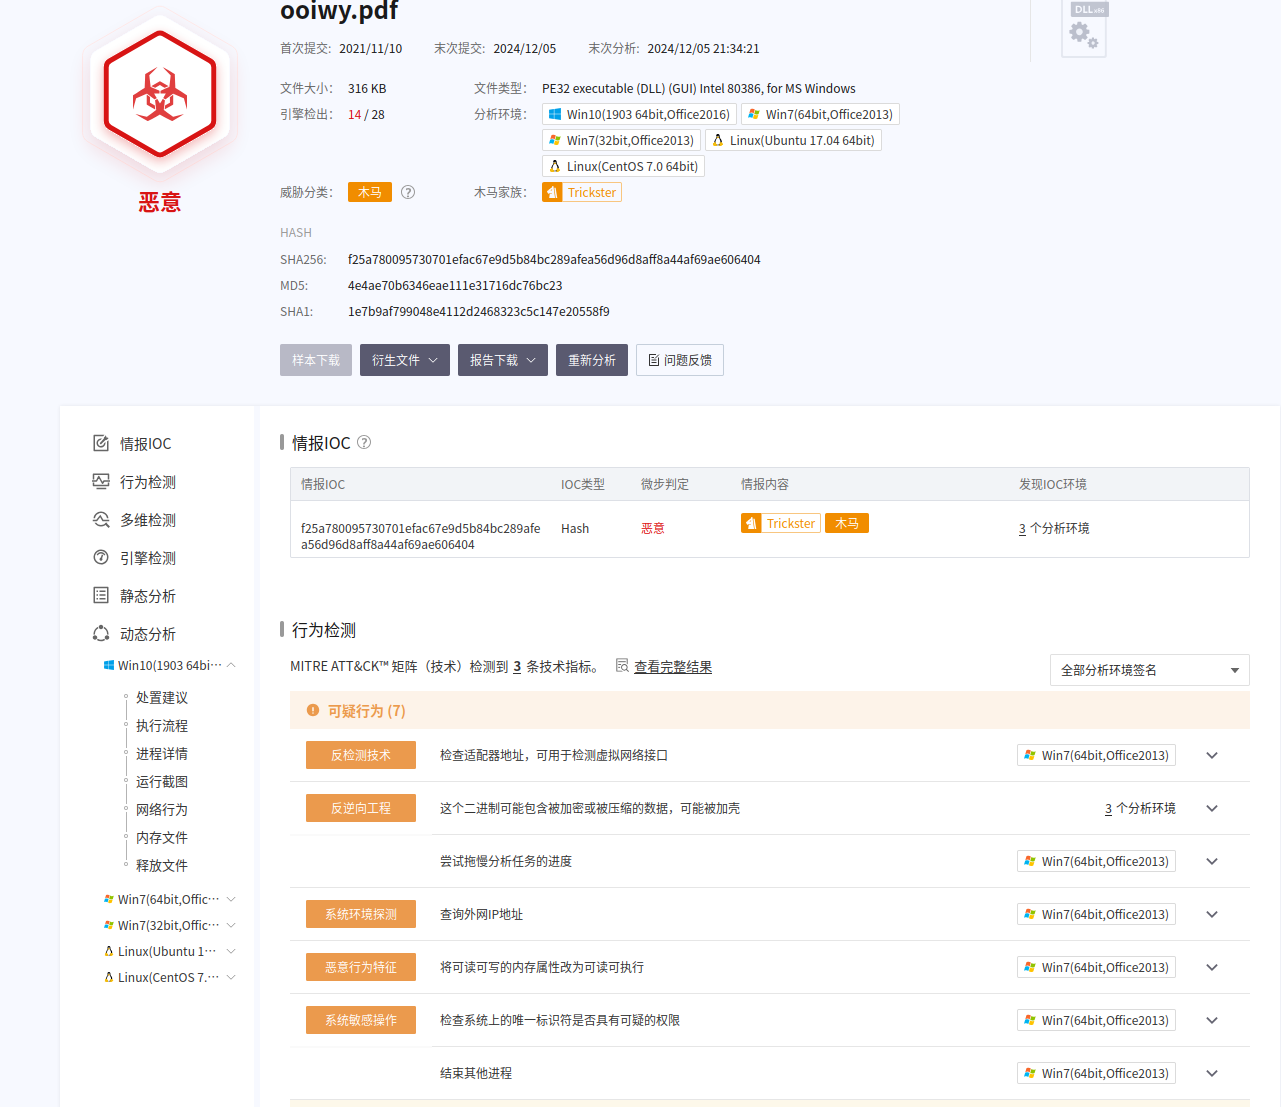 ooiwy.pdf
DLL x86
首次提交: 2021/11/10 末次提交: 2024/12/05 末次分析: 2024/12/05 21:34:21
文件大小: 316 KB 文件类型: PE32 executable (DLL) (GUI) Intel 80386, for MS Windows
引擎检出: 14 / 28 分析环境: Win10(1903 64bit,Office2016) Win7(64bit,Office2013)
Win7(32bit,Office2013) Linux(Ubuntu 17.04 64bit)
Linux(CentOS 7.0 64bit)
威胁分类: 木马 ? 木马家族: Trickster
恶意
HASH
SHA256: f25a780095730701efac67e9d5b84bc289afea56d96d8aff8a44af69ae606404
MD5: 4e4ae70b6346eae111e31716dc76bc23
SHA1: 1e7b9af799048e4112d2468323c5c147e20558f9
样本下载 衍生文件 报告下载 重新分析 问题反馈
情报IOC
行为检测
多维检测
引擎检测
静态分析
动态分析
Win10(1903 64bi···
处置建议
执行流程
进程详情
运行截图
网络行为
内存文件
释放文件
Win7(64bit,Offic···
Win7(32bit,Offic···
Linux(Ubuntu 1···
Linux(CentOS 7.···
情报IOC ?
情报IOC IOC类型 微步判定 情报内容 发现IOC环境
f25a780095730701efac67e9d5b84bc289afe
a56d96d8aff8a44af69ae606404
Hash 恶意 Trickster 木马 3 个分析环境
行为检测
MITRE ATT&CK™ 矩阵（技术）检测到 3 条技术指标。 查看完整结果 全部分析环境签名
可疑行为 (7)
反检测技术 检查适配器地址，可用于检测虚拟网络接口 Win7(64bit,Office2013)
反逆向工程 这个二进制可能包含被加密或被压缩的数据，可能被加壳 3 个分析环境
尝试拖慢分析任务的进度 Win7(64bit,Office2013)
系统环境探测 查询外网IP地址 Win7(64bit,Office2013)
恶意行为特征 将可读可写的内存属性改为可读可执行 Win7(64bit,Office2013)
系统敏感操作 检查系统上的唯一标识符是否具有可疑的权限 Win7(64bit,Office2013)
结束其他进程 Win7(64bit,Office2013)